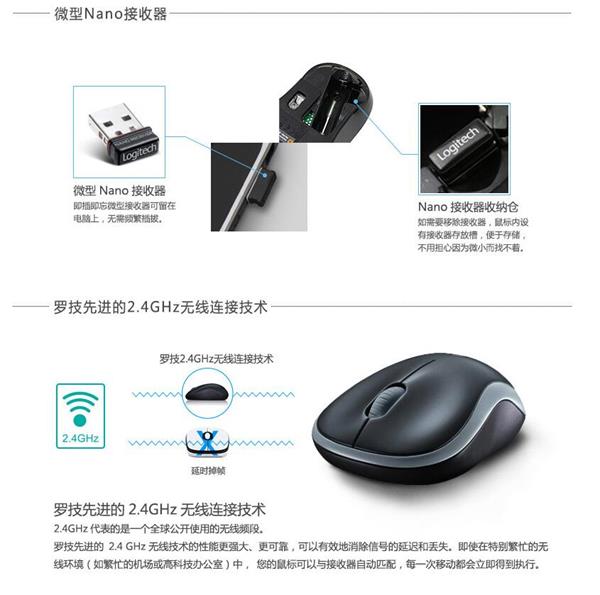 微型Nano接收器
Logitech
Logitech
微型 Nano 接收器
即插即忘微型接收器可留在
电脑上，无需频繁插拔。
Nano 接收器收纳仓
如需要移除接收器，鼠标内设
有接收器存放槽，便于存储，
不用担心因为微小而找不着。
罗技先进的2.4GHz无线连接技术
罗技2.4GHz无线连接技术
2.4GHz
X
延时掉帧
罗技先进的 2.4GHz 无线连接技术
2.4GHz 代表的是一个全球公开使用的无线频段。
罗技先进的 2.4 GHz 无线技术的性能更强大、更可靠，可以有效地消除信号的延迟和丢失。即使在特别繁忙的无
线环境（如繁忙的机场或高科技办公室）中， 您的鼠标可以与接收器自动匹配，每一次移动都会立即得到执行。